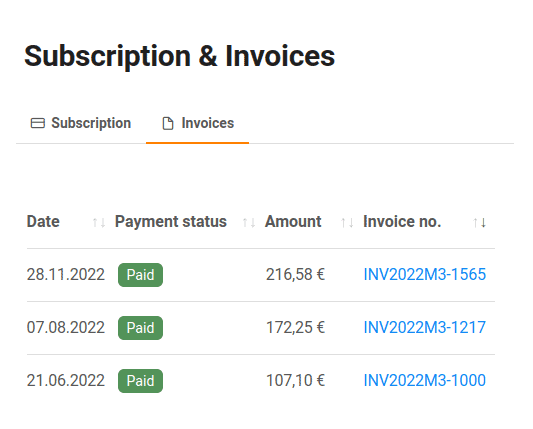 Subscription & Invoices
Subscription Invoices
Date ↑↓ Payment status ↑↓ Amount ↑↓ Invoice no. ↑↓
28.11.2022 Paid 216,58 € INV2022M3-1565
07.08.2022 Paid 172,25 € INV2022M3-1217
21.06.2022 Paid 107,10 € INV2022M3-1000